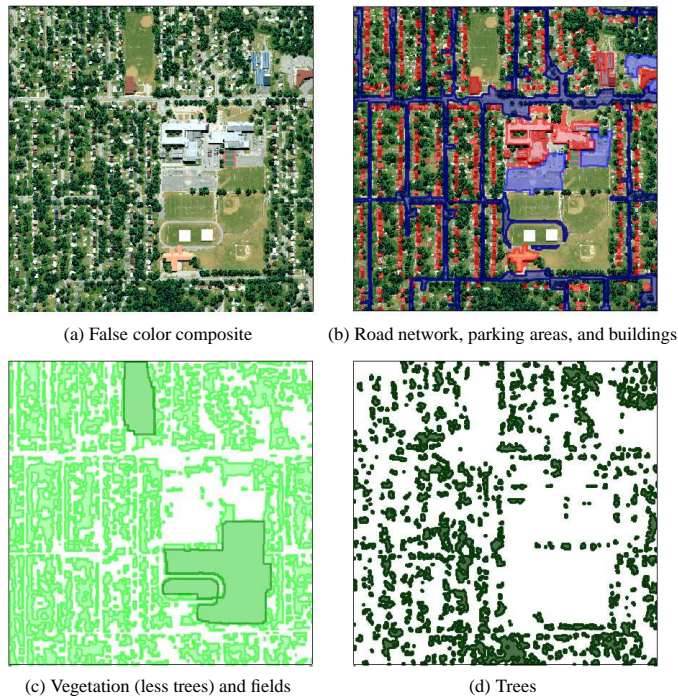 (a) False color composite
(b) Road network, parking areas, and buildings
(c) Vegetation (less trees) and fields
(d) Trees